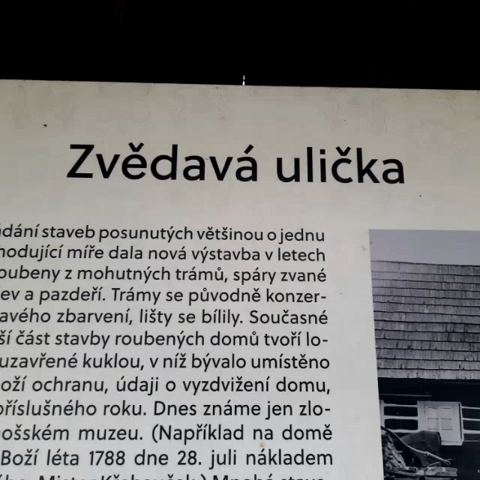 Zvědavá ulička
ádání staveb posunutých většinou o jednu
hodující míře dala nová výstavba v letech
oubeny z mohutných trámů, spáry zvané
ev a pazdeří. Trámy se původně konzer-
avého zbarvení, lišty se bílily. Současné
ší část stavby roubených domů tvoří lo-
uzavřené kuklou, v níž bývalo umístěno
oží ochranu, údaji o vyzdvižení domu,
příslušného roku. Dnes známe jen zlo-
ošském muzeu. (Například na domě
Boží léta 1788 dne 28. juli nákladem